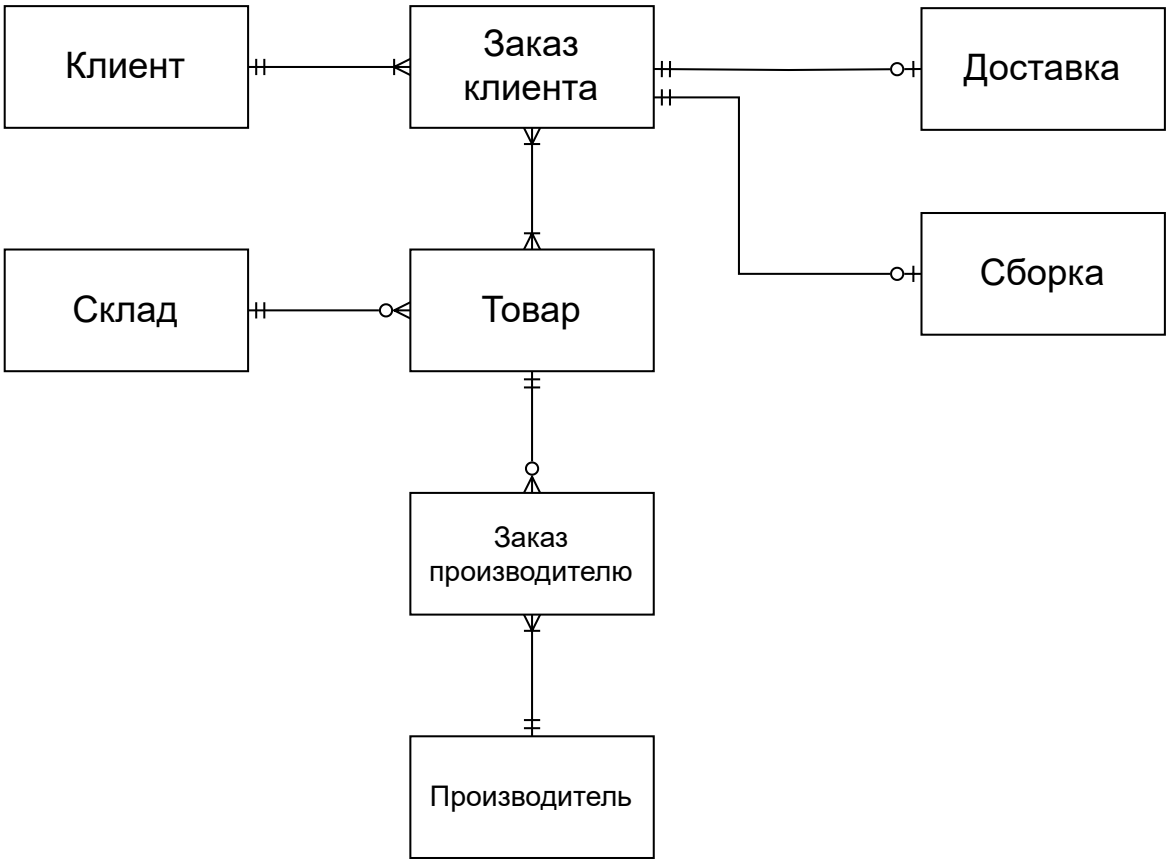 Клиент
Заказ
клиента
Доставка
Склад
Товар
Сборка
Заказ
производителю
Производитель